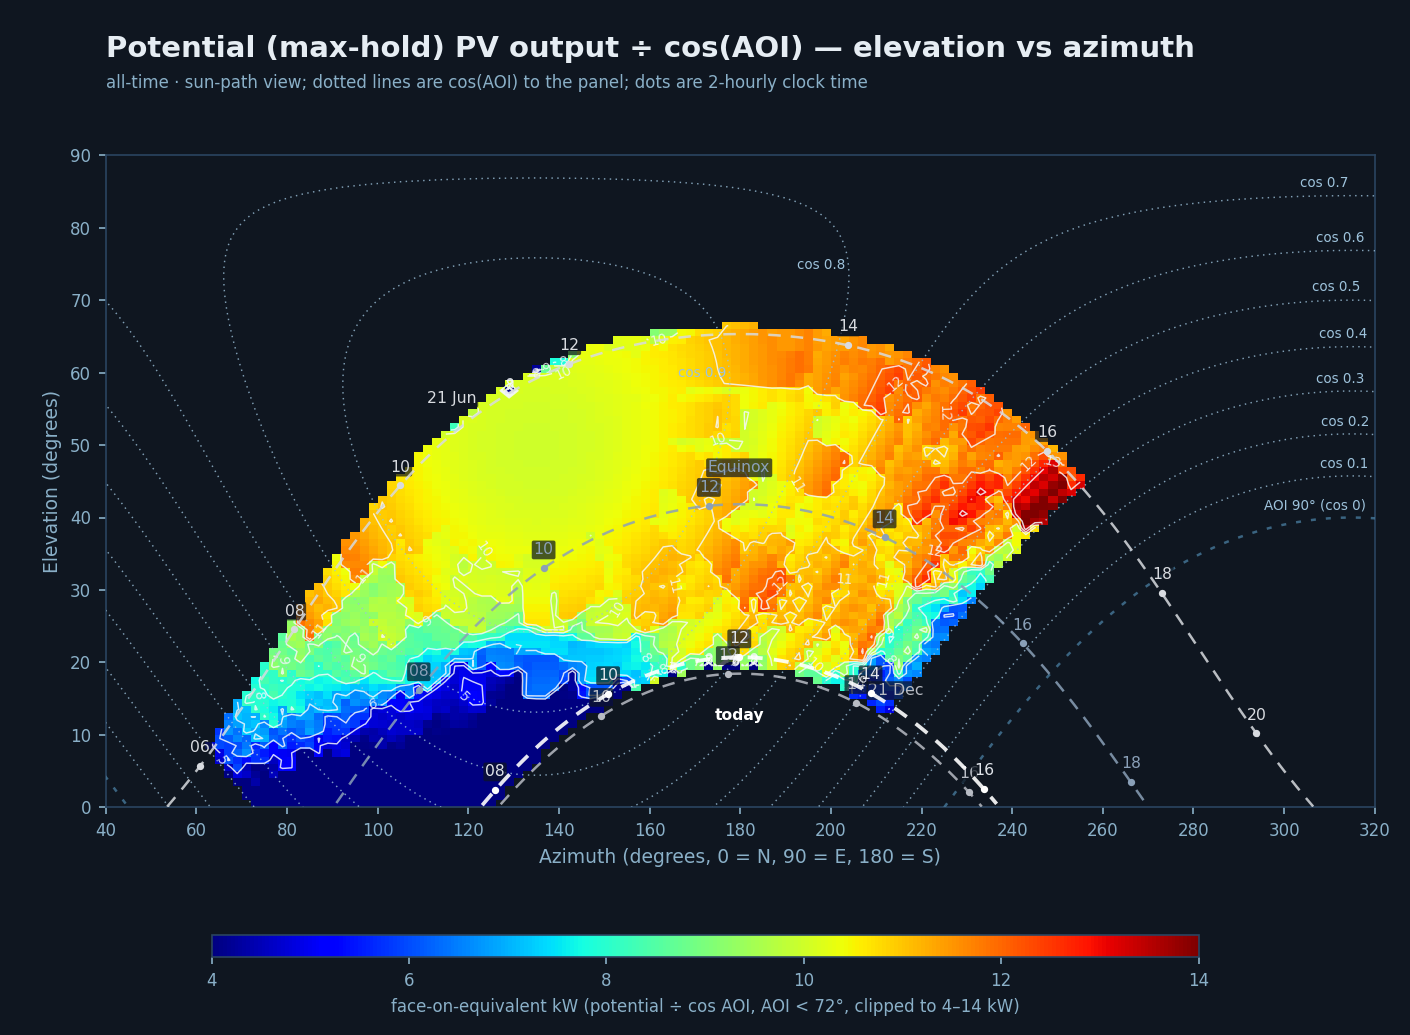 Potential (max-hold) PV output ÷ cos(AOI) — elevation vs azimuth
all-time · sun-path view; dotted lines are cos(AOI) to the panel; dots are 2-hourly clock time
90
80
70
60
50
40
30
20
10
0
Elevation (degrees)
cos 0.7
cos 0.6
cos 0.5
cos 0.4
cos 0.3
cos 0.2
cos 0.1
AOI 90° (cos 0)
cos 0.8
cos 0.9
21 Jun
06
08
10
12
14
16
18
20
Equinox
08
10
12
14
16
18
21 Dec
10
12
16
today
08
10
12
14
16
40 60 80 100 120 140 160 180 200 220 240 260 280 300 320
Azimuth (degrees, 0 = N, 90 = E, 180 = S)
4 6 8 10 12 14
face-on-equivalent kW (potential ÷ cos AOI, AOI < 72°, clipped to 4–14 kW)